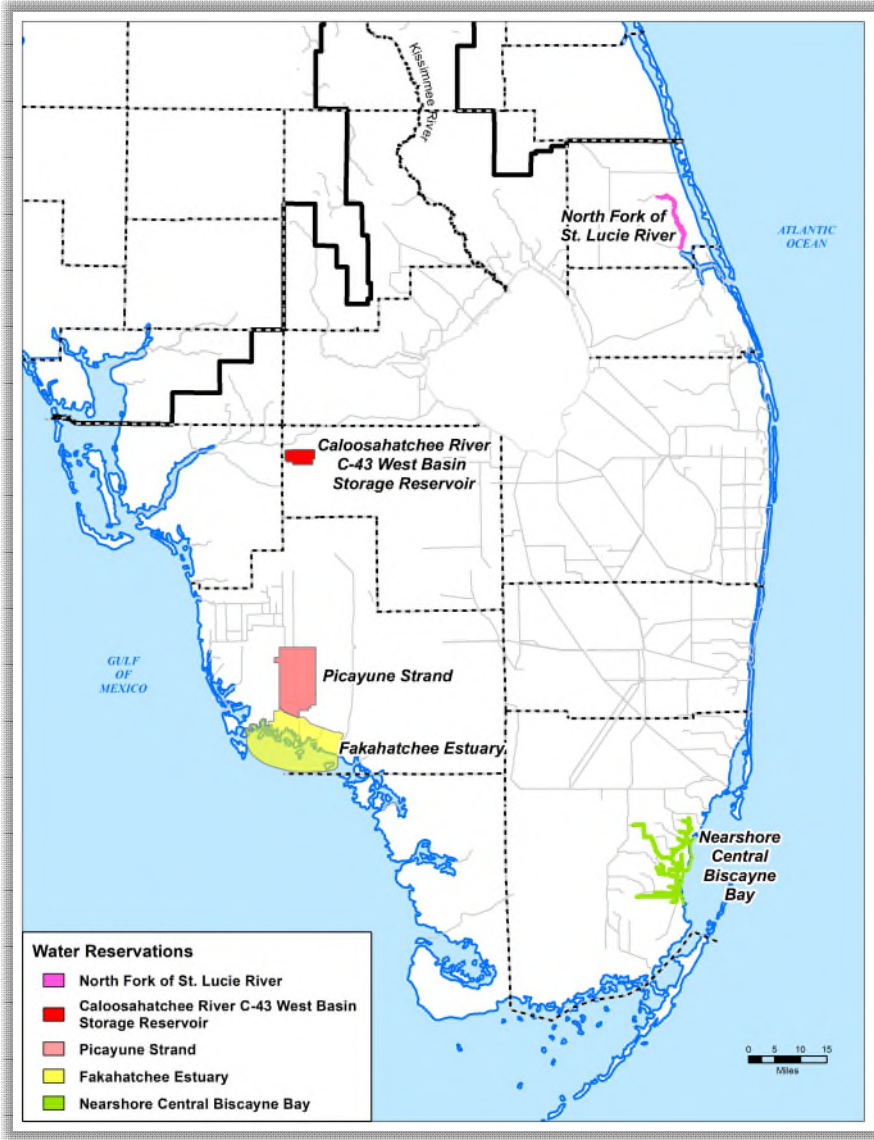 Kissimmee River
North Fork of
St. Lucie River
ATLANTIC
OCEAN
Caloosahatchee River
C-43 West Basin
Storage Reservoir
GULF
OF
MEXICO
Picayune Strand
Fakahatchee Estuary
Nearshore
Central
Biscayne
Bay
Water Reservations
North Fork of St. Lucie River
Caloosahatchee River C-43 West Basin
Storage Reservoir
Picayune Strand
Fakahatchee Estuary
Nearshore Central Biscayne Bay
0 5 10 15
Miles